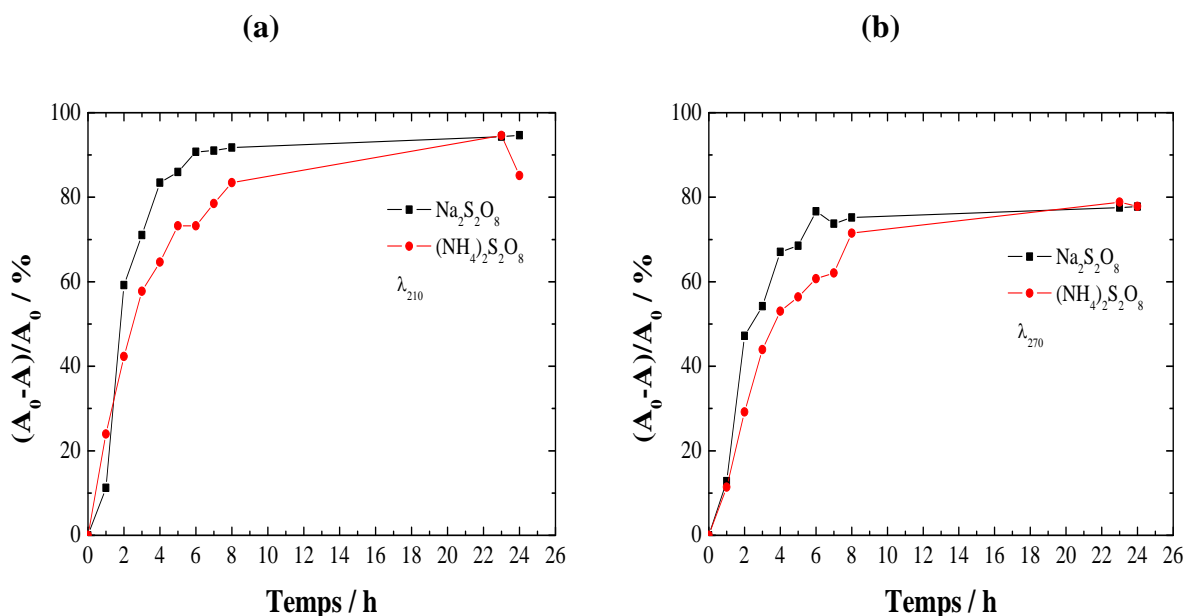 (a)
100
80
60
40
20
0
(A₀-A)/A₀ / %
Na₂S₂O₈
(NH₄)₂S₂O₈
λ₂₁₀
0 2 4 6 8 10 12 14 16 18 20 22 24 26
Temps / h
(b)
100
80
60
40
20
0
(A₀-A)/A₀ / %
Na₂S₂O₈
(NH₄)₂S₂O₈
λ₂₇₀
0 2 4 6 8 10 12 14 16 18 20 22 24 26
Temps / h